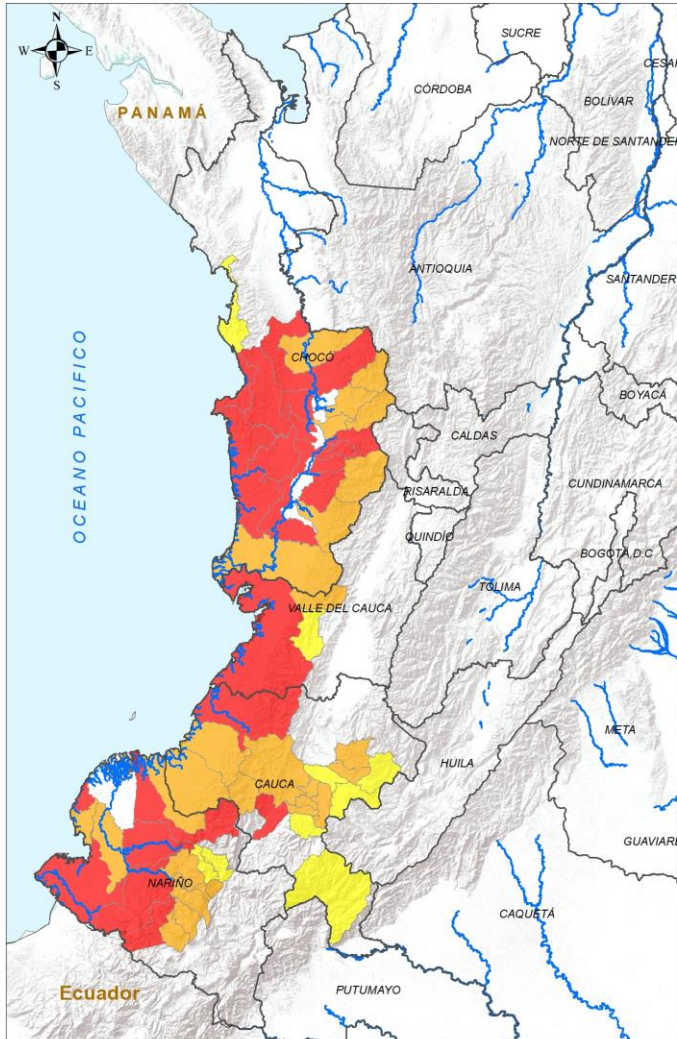 N
W E
S
SUCRE
CESAR
CÓRDOBA
BOLÍVAR
PANAMÁ
NORTE DE SANTANDER
ANTIOQUIA
SANTANDER
OCEANO PACIFICO
CHOCÓ
BOYACÁ
CALDAS
CUNDINAMARCA
RISARALDA
QUINDÍO
BOGOTÁ, D.C
TOLIMA
VALLE DEL CAUCA
META
HUILA
CAUCA
GUAVIARE
NARIÑO
CAQUETÁ
PUTUMAYO
Ecuador